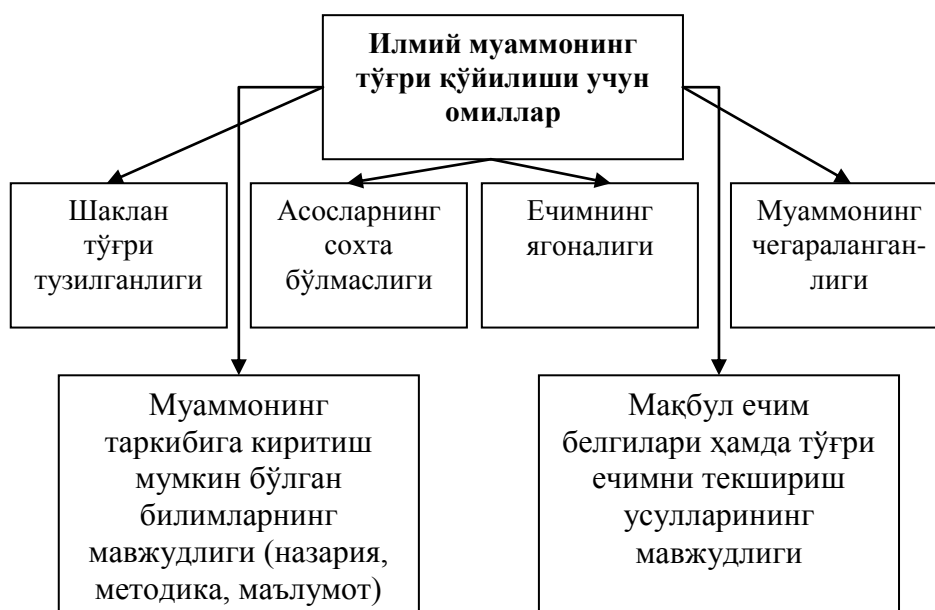 Илмий муаммонинг
тўғри қўйилиши учун
омиллар
Шаклан
тўғри
тузилганлиги
Асосларнинг
сохта
бўлмаслиги
Ечимнинг
ягоналиги
Муаммонинг
чегараланган-
лиги
Муаммонинг
таркибига киритиш
мумкин бўлган
билимларнинг
мавжудлиги (назария,
методика, маълумот)
Мақбул ечим
белгилари ҳамда тўғри
ечимни текшириш
усулларининг
мавжудлиги